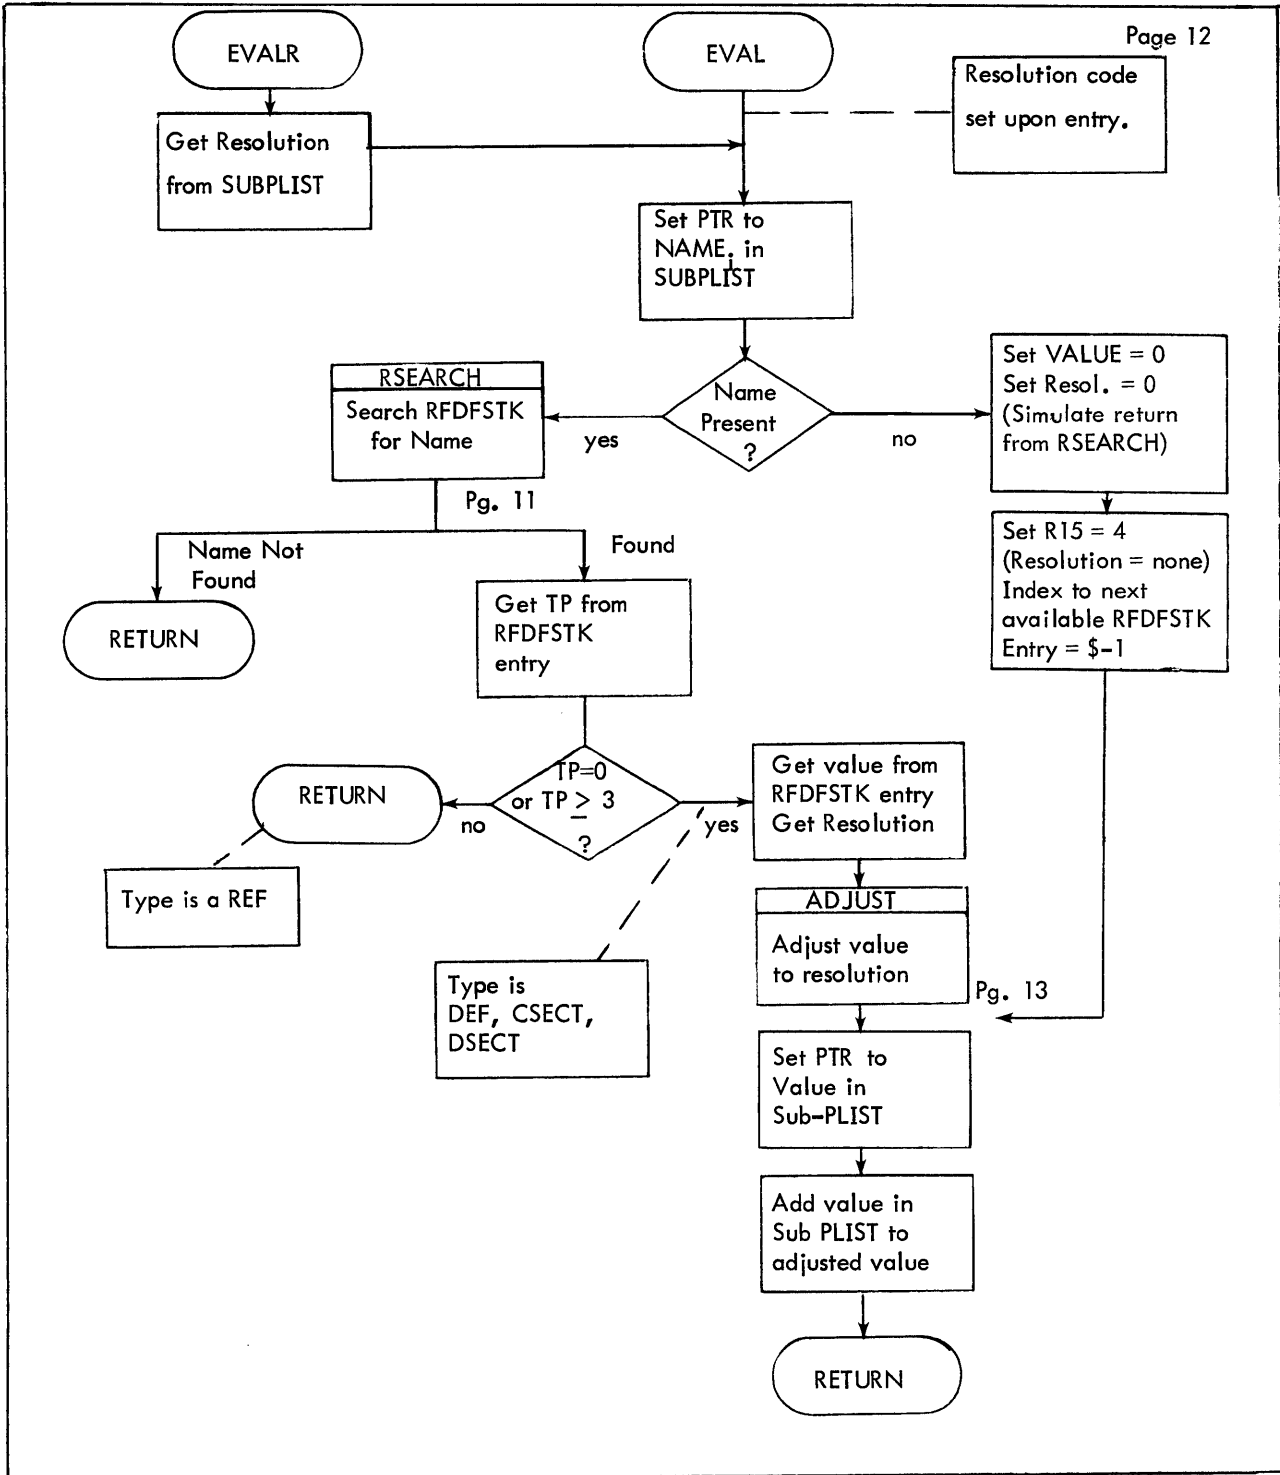 Page 12
EVALR
EVAL
Resolution code
set upon entry.
Get Resolution
from SUBPLIST
Set PTR to
NAMEi in
SUBPLIST
Name
Present
?
yes
no
RSEARCH
Search RFDFSTK
for Name
Pg. 11
Set VALUE = 0
Set Resol. = 0
(Simulate return
from RSEARCH)
Set R15 = 4
(Resolution = none)
Index to next
available RFDFSTK
Entry = $-1
Name Not
Found
Found
RETURN
Get TP from
RFDFSTK
entry
TP=0
or TP ≥ 3
?
no
yes
RETURN
Type is a REF
Get value from
RFDFSTK entry
Get Resolution
Type is
DEF, CSECT,
DSECT
ADJUST
Adjust value
to resolution
Pg. 13
Set PTR to
Value in
Sub-PLIST
Add value in
Sub PLIST to
adjusted value
RETURN